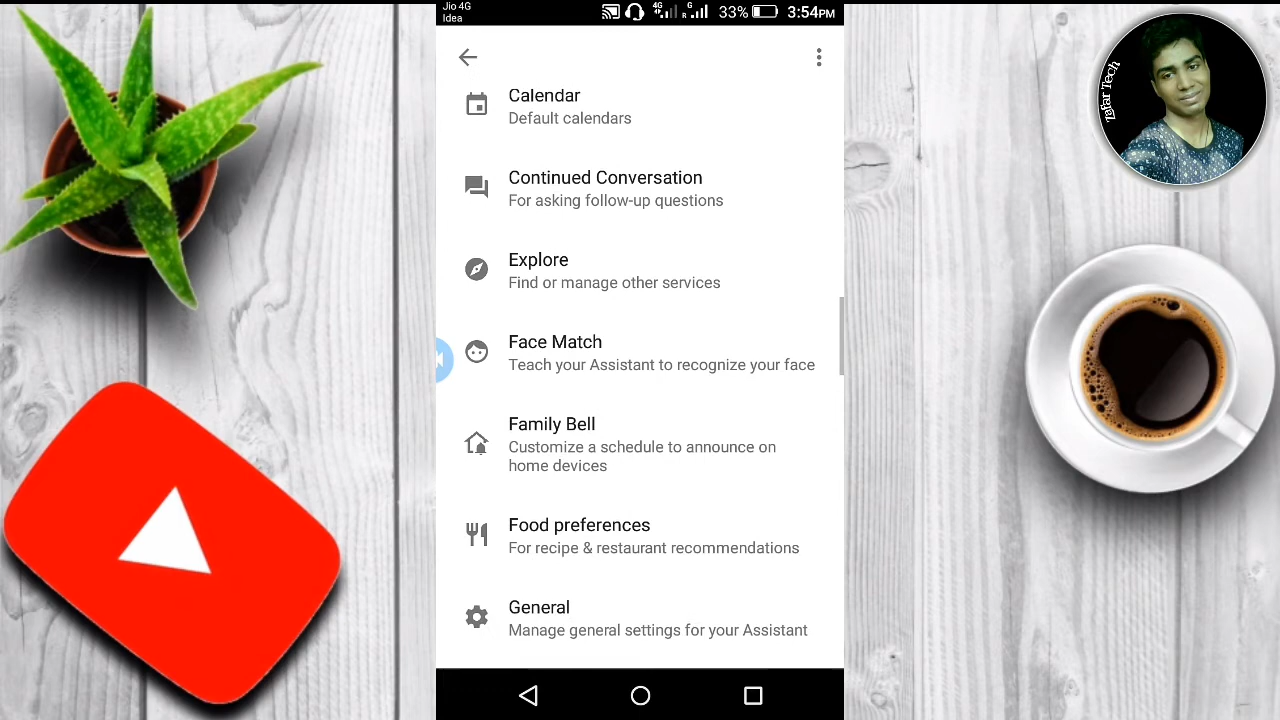 Jio 4G
Idea
4G
R
G
33%
3:54PM
Calendar
Default calendars
Continued Conversation
For asking follow-up questions
Explore
Find or manage other services
Face Match
Teach your Assistant to recognize your face
Family Bell
Customize a schedule to announce on
home devices
Food preferences
For recipe & restaurant recommendations
General
Manage general settings for your Assistant
Zafar Tech